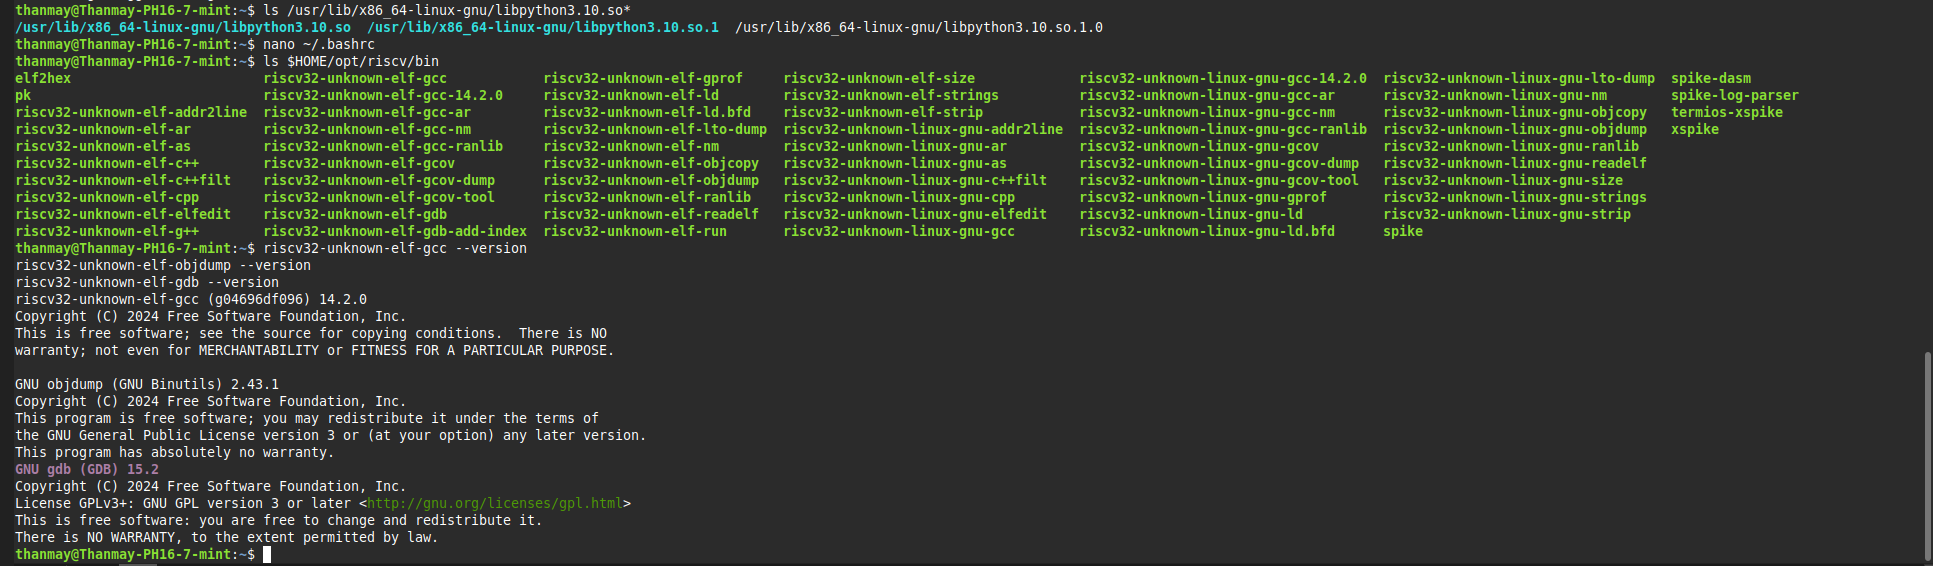 thanmay@Thanmay-PH16-7-mint:~$ ls /usr/lib/x86_64-linux-gnu/libpython3.10.so*
/usr/lib/x86_64-linux-gnu/libpython3.10.so  /usr/lib/x86_64-linux-gnu/libpython3.10.so.1  /usr/lib/x86_64-linux-gnu/libpython3.10.so.1.0
thanmay@Thanmay-PH16-7-mint:~$ nano ~/.bashrc
thanmay@Thanmay-PH16-7-mint:~$ ls $HOME/opt/riscv/bin
elf2hex riscv32-unknown-elf-gcc riscv32-unknown-elf-gprof riscv32-unknown-elf-size riscv32-unknown-linux-gnu-gcc-14.2.0 riscv32-unknown-linux-gnu-lto-dump spike-dasm
pk riscv32-unknown-elf-gcc-14.2.0 riscv32-unknown-elf-ld riscv32-unknown-elf-strings riscv32-unknown-linux-gnu-gcc-ar riscv32-unknown-linux-gnu-nm spike-log-parser
riscv32-unknown-elf-addr2line riscv32-unknown-elf-gcc-ar riscv32-unknown-elf-ld.bfd riscv32-unknown-elf-strip riscv32-unknown-linux-gnu-gcc-nm riscv32-unknown-linux-gnu-objcopy termios-xspike
riscv32-unknown-elf-ar riscv32-unknown-elf-gcc-nm riscv32-unknown-elf-lto-dump riscv32-unknown-linux-gnu-addr2line riscv32-unknown-linux-gnu-gcc-ranlib riscv32-unknown-linux-gnu-objdump xspike
riscv32-unknown-elf-as riscv32-unknown-elf-gcc-ranlib riscv32-unknown-elf-nm riscv32-unknown-linux-gnu-ar riscv32-unknown-linux-gnu-gcov riscv32-unknown-linux-gnu-ranlib
riscv32-unknown-elf-c++ riscv32-unknown-elf-gcov riscv32-unknown-elf-objcopy riscv32-unknown-linux-gnu-as riscv32-unknown-linux-gnu-gcov-dump riscv32-unknown-linux-gnu-readelf
riscv32-unknown-elf-c++filt riscv32-unknown-elf-gcov-dump riscv32-unknown-elf-objdump riscv32-unknown-linux-gnu-c++filt riscv32-unknown-linux-gnu-gcov-tool riscv32-unknown-linux-gnu-size
riscv32-unknown-elf-cpp riscv32-unknown-elf-gcov-tool riscv32-unknown-elf-ranlib riscv32-unknown-linux-gnu-cpp riscv32-unknown-linux-gnu-gprof riscv32-unknown-linux-gnu-strings
riscv32-unknown-elf-elfedit riscv32-unknown-elf-gdb riscv32-unknown-elf-readelf riscv32-unknown-linux-gnu-elfedit riscv32-unknown-linux-gnu-ld riscv32-unknown-linux-gnu-strip
riscv32-unknown-elf-g++ riscv32-unknown-elf-gdb-add-index riscv32-unknown-elf-run riscv32-unknown-linux-gnu-gcc riscv32-unknown-linux-gnu-ld.bfd spike
thanmay@Thanmay-PH16-7-mint:~$ riscv32-unknown-elf-gcc --version
riscv32-unknown-elf-objdump --version
riscv32-unknown-elf-gdb --version
riscv32-unknown-elf-gcc (g04696df096) 14.2.0
Copyright (C) 2024 Free Software Foundation, Inc.
This is free software; see the source for copying conditions.  There is NO
warranty; not even for MERCHANTABILITY or FITNESS FOR A PARTICULAR PURPOSE.
GNU objdump (GNU Binutils) 2.43.1
Copyright (C) 2024 Free Software Foundation, Inc.
This program is free software; you may redistribute it under the terms of
the GNU General Public License version 3 or (at your option) any later version.
This program has absolutely no warranty.
GNU gdb (GDB) 15.2
Copyright (C) 2024 Free Software Foundation, Inc.
License GPLv3+: GNU GPL version 3 or later <http://gnu.org/licenses/gpl.html>
This is free software: you are free to change and redistribute it.
There is NO WARRANTY, to the extent permitted by law.
thanmay@Thanmay-PH16-7-mint:~$